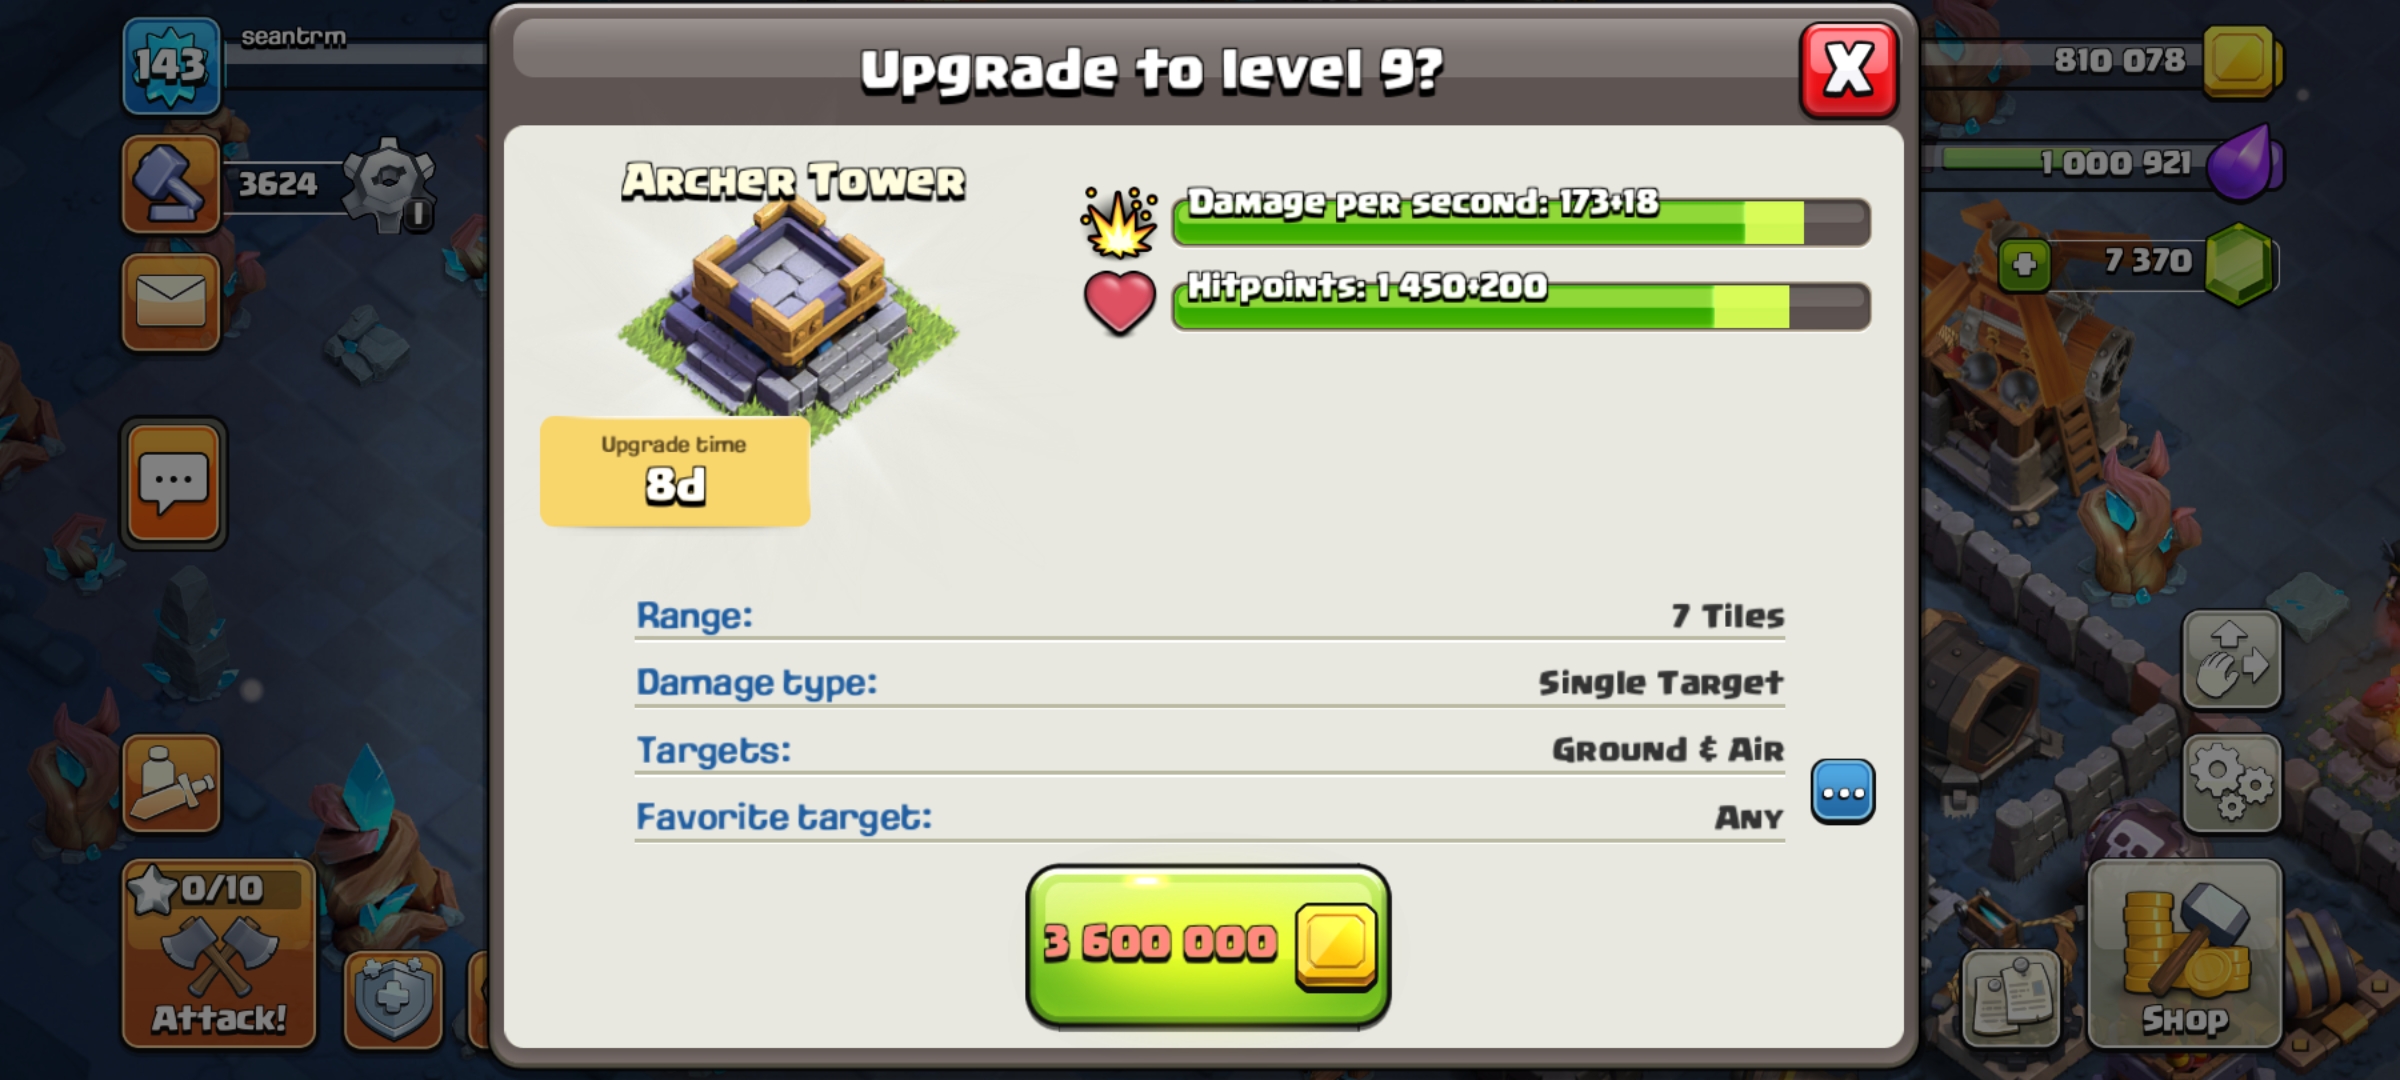 143
seantrm
3624
Upgrade to level 9?
X
810 078
1 000 921
7 370
Archer Tower
Damage per second: 173+18
Hitpoints: 1 450+200
Upgrade time
8d
Range: 7 Tiles
Damage type: Single Target
Targets: Ground & Air
Favorite target: Any
3 600 000
0/10
Attack!
Shop